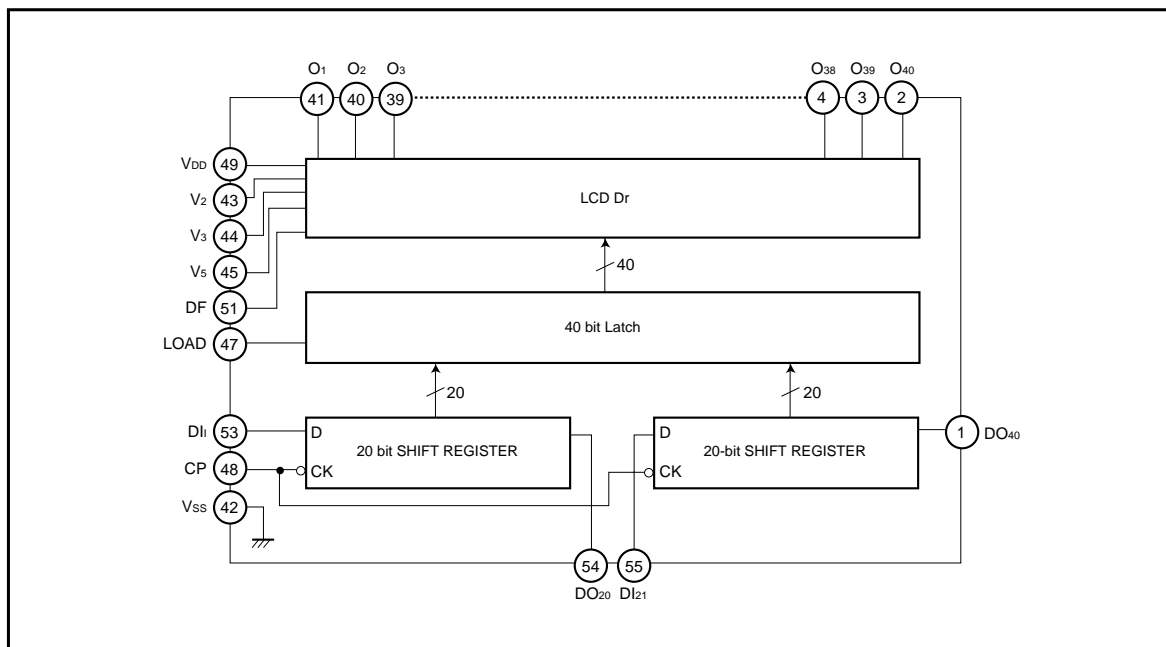 O1 O2 O3 O38 O39 O40
41 40 39 4 3 2
VDD 49
V2 43
LCD Dr
V3 44
V5 45
40
DF 51
40 bit Latch
LOAD 47
20 20
DI1 53 D D 1 DO40
20 bit SHIFT REGISTER 20-bit SHIFT REGISTER
CP 48 CK CK
VSS 42
54 55
DO20 DI21